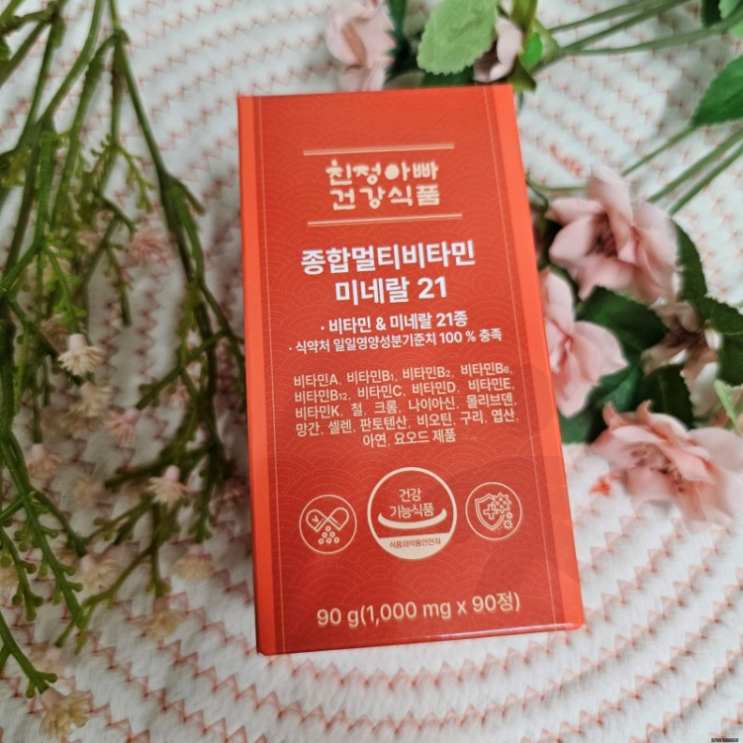 친정아빠
건강식품
종합멀티비타민
미네랄 21
· 비타민 & 미네랄 21종
· 식약처 일일영양성분기준치 100 % 충족
비타민A, 비타민B1, 비타민B2, 비타민B6,
비타민B12, 비타민C, 비타민D, 비타민E,
비타민K, 철, 크롬, 나이아신, 몰리브덴,
망간, 셀렌, 판토텐산, 비오틴, 구리, 엽산,
아연, 요오드 제품
건강
기능식품
식품의약품안전처
90 g(1,000 mg x 90정)